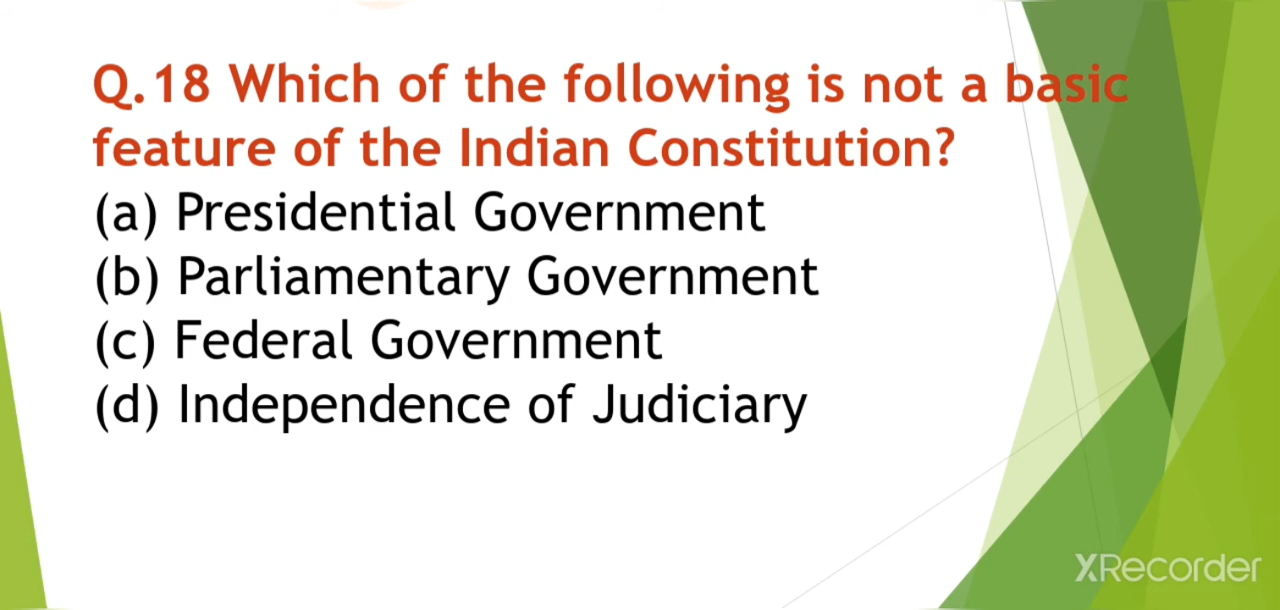 Q.18 Which of the following is not a basic
feature of the Indian Constitution?
(a) Presidential Government
(b) Parliamentary Government
(c) Federal Government
(d) Independence of Judiciary
XRecorder